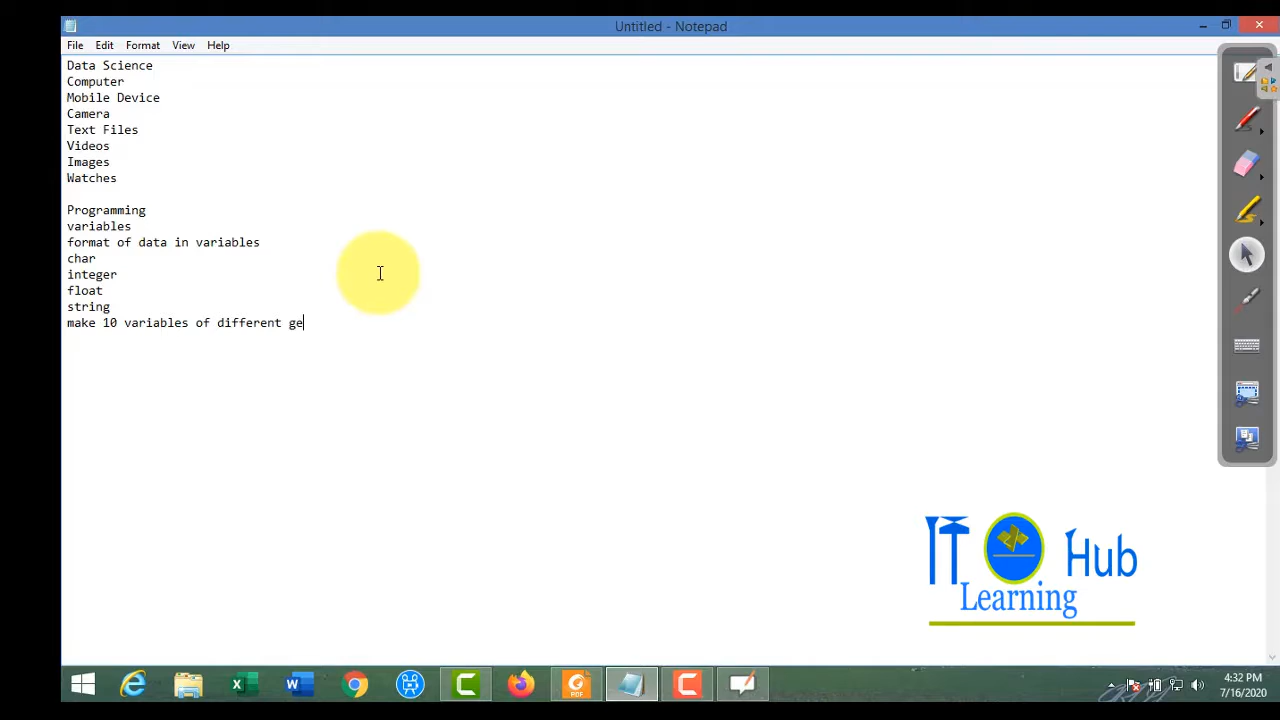 Untitled - Notepad
File Edit Format View Help
Data Science
Computer
Mobile Device
Camera
Text Files
Videos
Images
Watches
Programming
variables
format of data in variables
char
integer
float
string
make 10 variables of different ge
IT Hub
Learning
4:32 PM
7/16/2020